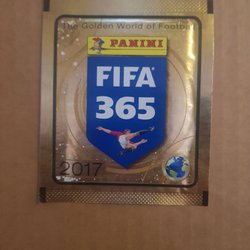 The Golden World of Football
PANINI
FIFA
365
2017